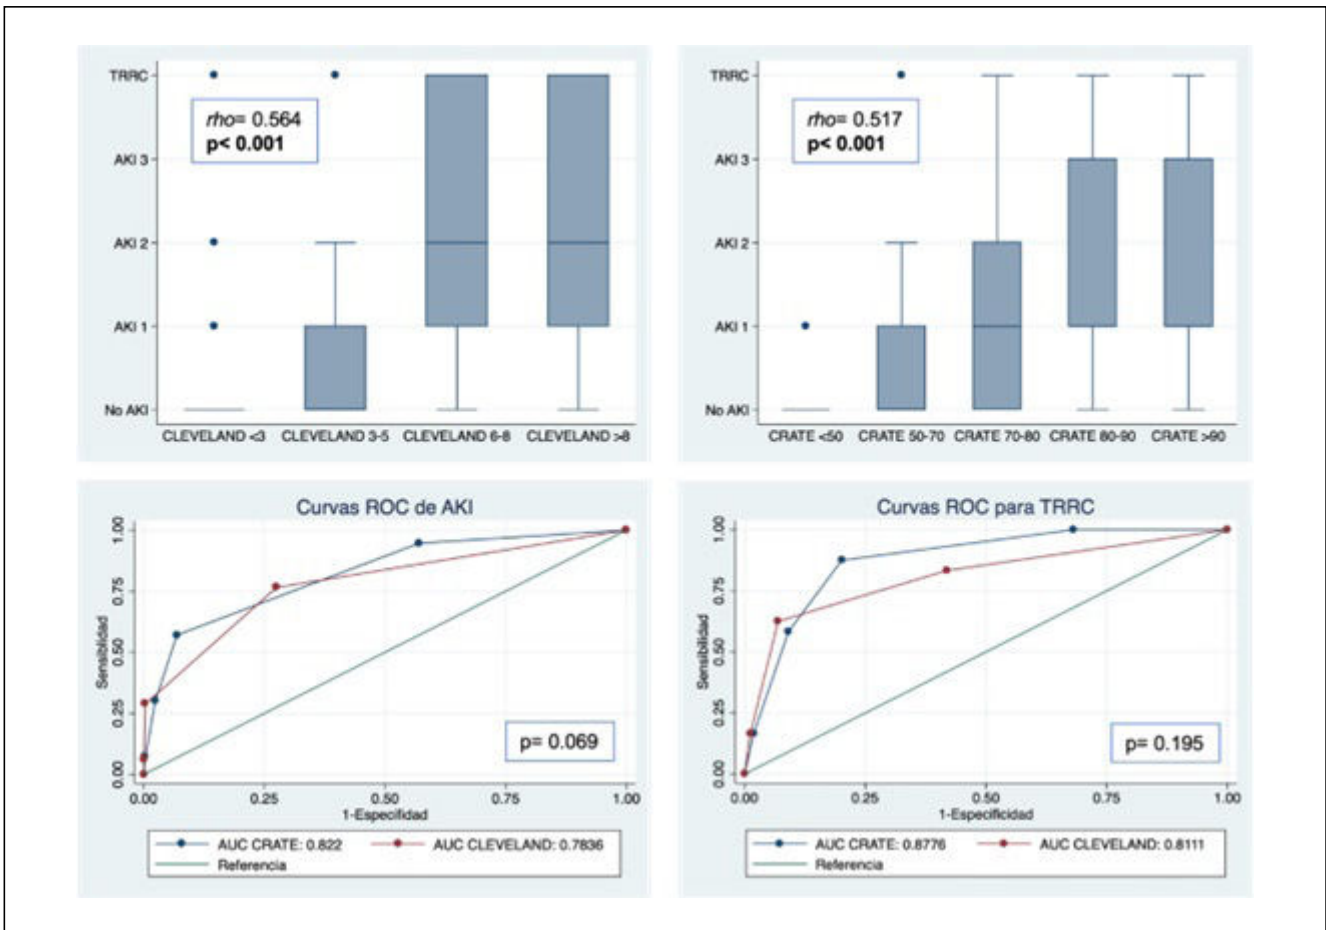 TRRC
AKI 3
AKI 2
AKI 1
No AKI
rho= 0.564
p< 0.001
CLEVELAND <3 CLEVELAND 3-5 CLEVELAND 6-8 CLEVELAND >8
TRRC
AKI 3
AKI 2
AKI 1
No AKI
rho= 0.517
p< 0.001
CRATE <50 CRATE 50-70 CRATE 70-80 CRATE 80-90 CRATE >90
Curvas ROC de AKI
Sensibilidad
1.00
0.75
0.50
0.25
0.00
p= 0.069
0.00 0.25 0.50 0.75 1.00
1-Especifidad
AUC CRATE: 0.822 AUC CLEVELAND: 0.7836
Referencia
Curvas ROC para TRRC
Sensibilidad
1.00
0.75
0.50
0.25
0.00
p= 0.195
0.00 0.25 0.50 0.75 1.00
1-Especificidad
AUC CRATE: 0.8776 AUC CLEVELAND: 0.8111
Referencia